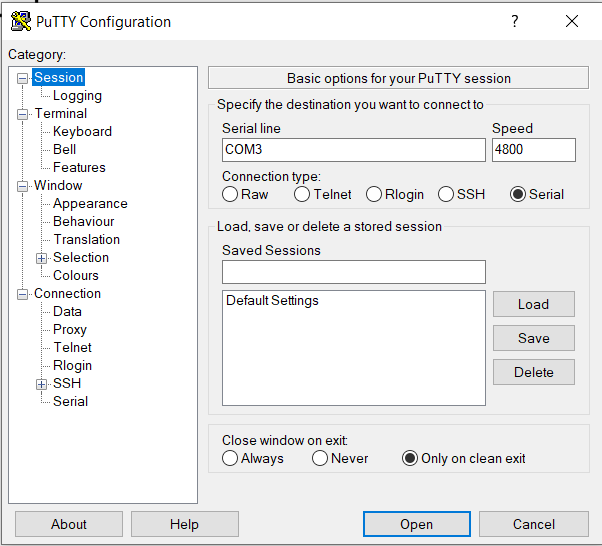 PuTTY Configuration
? ×
Category:
Session
Logging
Terminal
Keyboard
Bell
Features
Window
Appearance
Behaviour
Translation
Selection
Colours
Connection
Data
Proxy
Telnet
Rlogin
SSH
Serial
Basic options for your PuTTY session
Specify the destination you want to connect to
Serial line Speed
COM3 4800
Connection type:
Raw Telnet Rlogin SSH Serial
Load, save or delete a stored session
Saved Sessions
Default Settings
Load
Save
Delete
Close window on exit:
Always Never Only on clean exit
About Help Open Cancel